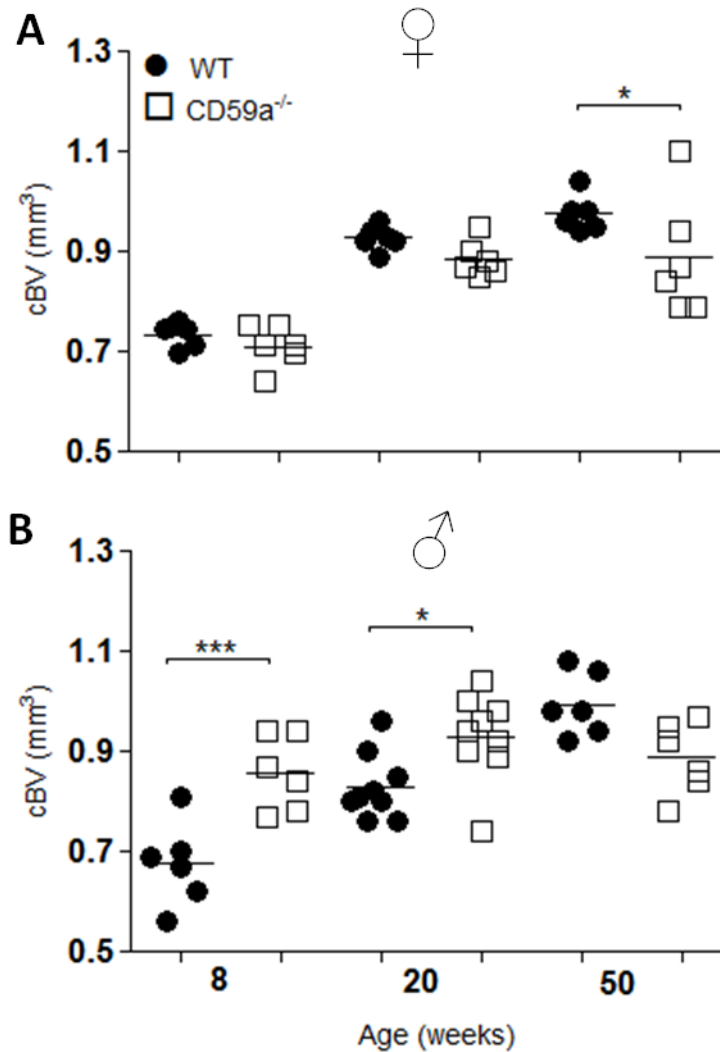 A
♀
1.3
WT
CD59a-/-
*
1.1
cBV (mm3)
0.9
0.7
0.5
B
♂
1.3
***
*
1.1
cBV (mm3)
0.9
0.7
0.5
8 20 50
Age (weeks)